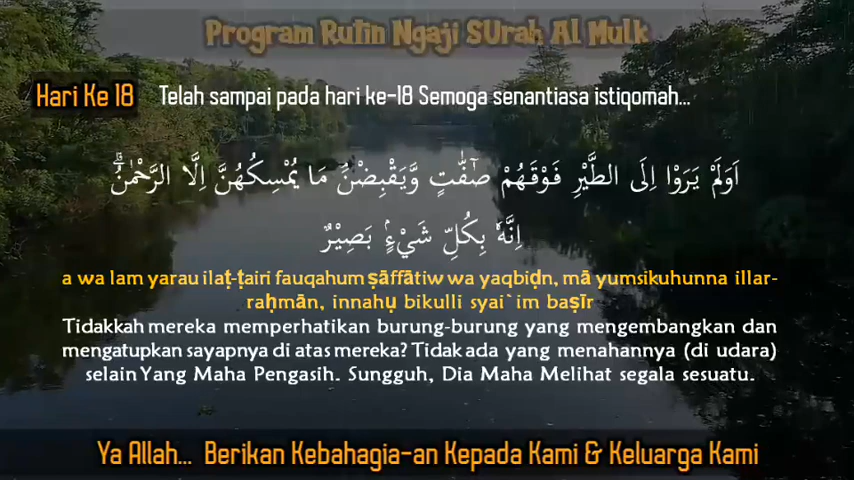 Program Rutin Ngaji SUrah Al Mulk
Hari Ke 18
Telah sampai pada hari ke-18 Semoga senantiasa istiqomah...
اَوَلَمْ يَرَوْا اِلَى الطَّيْرِ فَوْقَهُمْ صٰۤفّٰتٍ وَّيَقْبِضْنَۘ مَا يُمْسِكُهُنَّ اِلَّا الرَّحْمٰنُۗ
اِنَّهٗ بِكُلِّ شَيْءٍۢ بَصِيْرٌ
a wa lam yarau ilaṭ-ṭairi fauqahum ṣāffātiw wa yaqbiḍn, mā yumsikuhunna illar-
raḥmān, innahụ bikulli syai`im baṣīr
Tidakkah mereka memperhatikan burung-burung yang mengembangkan dan
mengatupkan sayapnya di atas mereka? Tidak ada yang menahannya (di udara)
selain Yang Maha Pengasih. Sungguh, Dia Maha Melihat segala sesuatu.
Ya Allah... Berikan Kebahagia-an Kepada Kami & Keluarga Kami